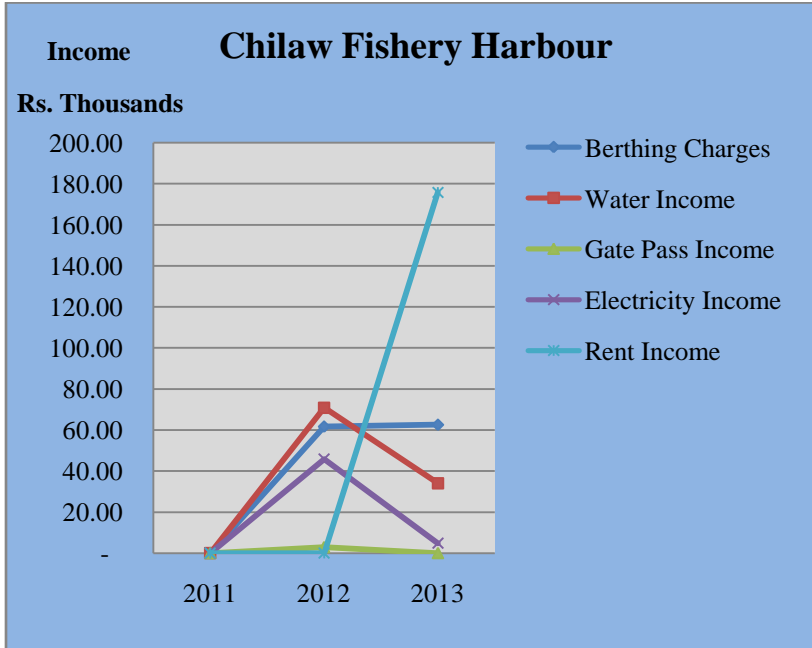 Income
Chilaw Fishery Harbour
Rs. Thousands
200.00
180.00
160.00
140.00
120.00
100.00
80.00
60.00
40.00
20.00
-
2011 2012 2013
Berthing Charges
Water Income
Gate Pass Income
Electricity Income
Rent Income